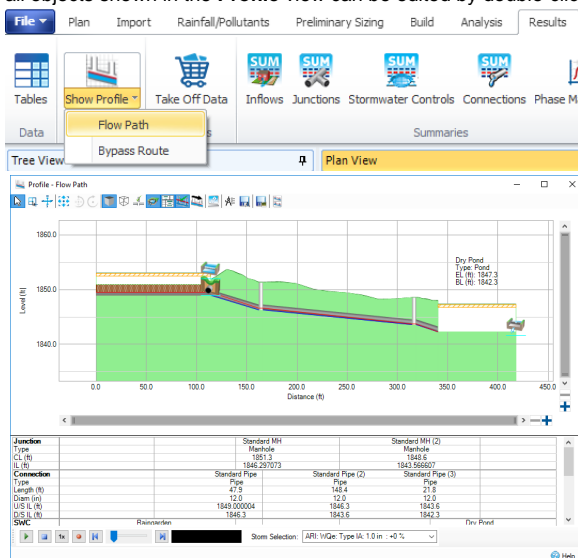 File Plan Import Rainfall/Pollutants Preliminary Sizing Build Analysis Results
SUM SUM SUM SUM
Tables Show Profile Take Off Data Inflows Junctions Stormwater Controls Connections Phase M
Data Summaries
Flow Path
Bypass Route
Tree View Plan View
Profile - Flow Path
1860.0
1850.0
1840.0
Level (ft)
Dry Pond
Type: Pond
EL (ft): 1847.3
BL (ft): 1842.3
0.0 50.0 100.0 150.0 200.0 250.0 300.0 350.0 400.0 450.0
Distance (ft)
Junction Standard MH Standard MH (2)
Type Manhole Manhole
CL (ft) 1851.3 1848.6
IL (ft) 1846.297073 1843.566607
Connection Standard Pipe Standard Pipe (2) Standard Pipe (3)
Type Pipe Pipe Pipe
Length (ft) 47.9 148.4 21.8
Diam (in) 12.0 12.0 12.0
U/S IL (ft) 1849.000004 1846.3 1843.6
D/S IL (ft) 1846.3 1843.6 1842.3
SWC Raingarden Dry Pond
1x Storm Selection: ARI: WQe: Type IA: 1.0 in : +0 %
Help